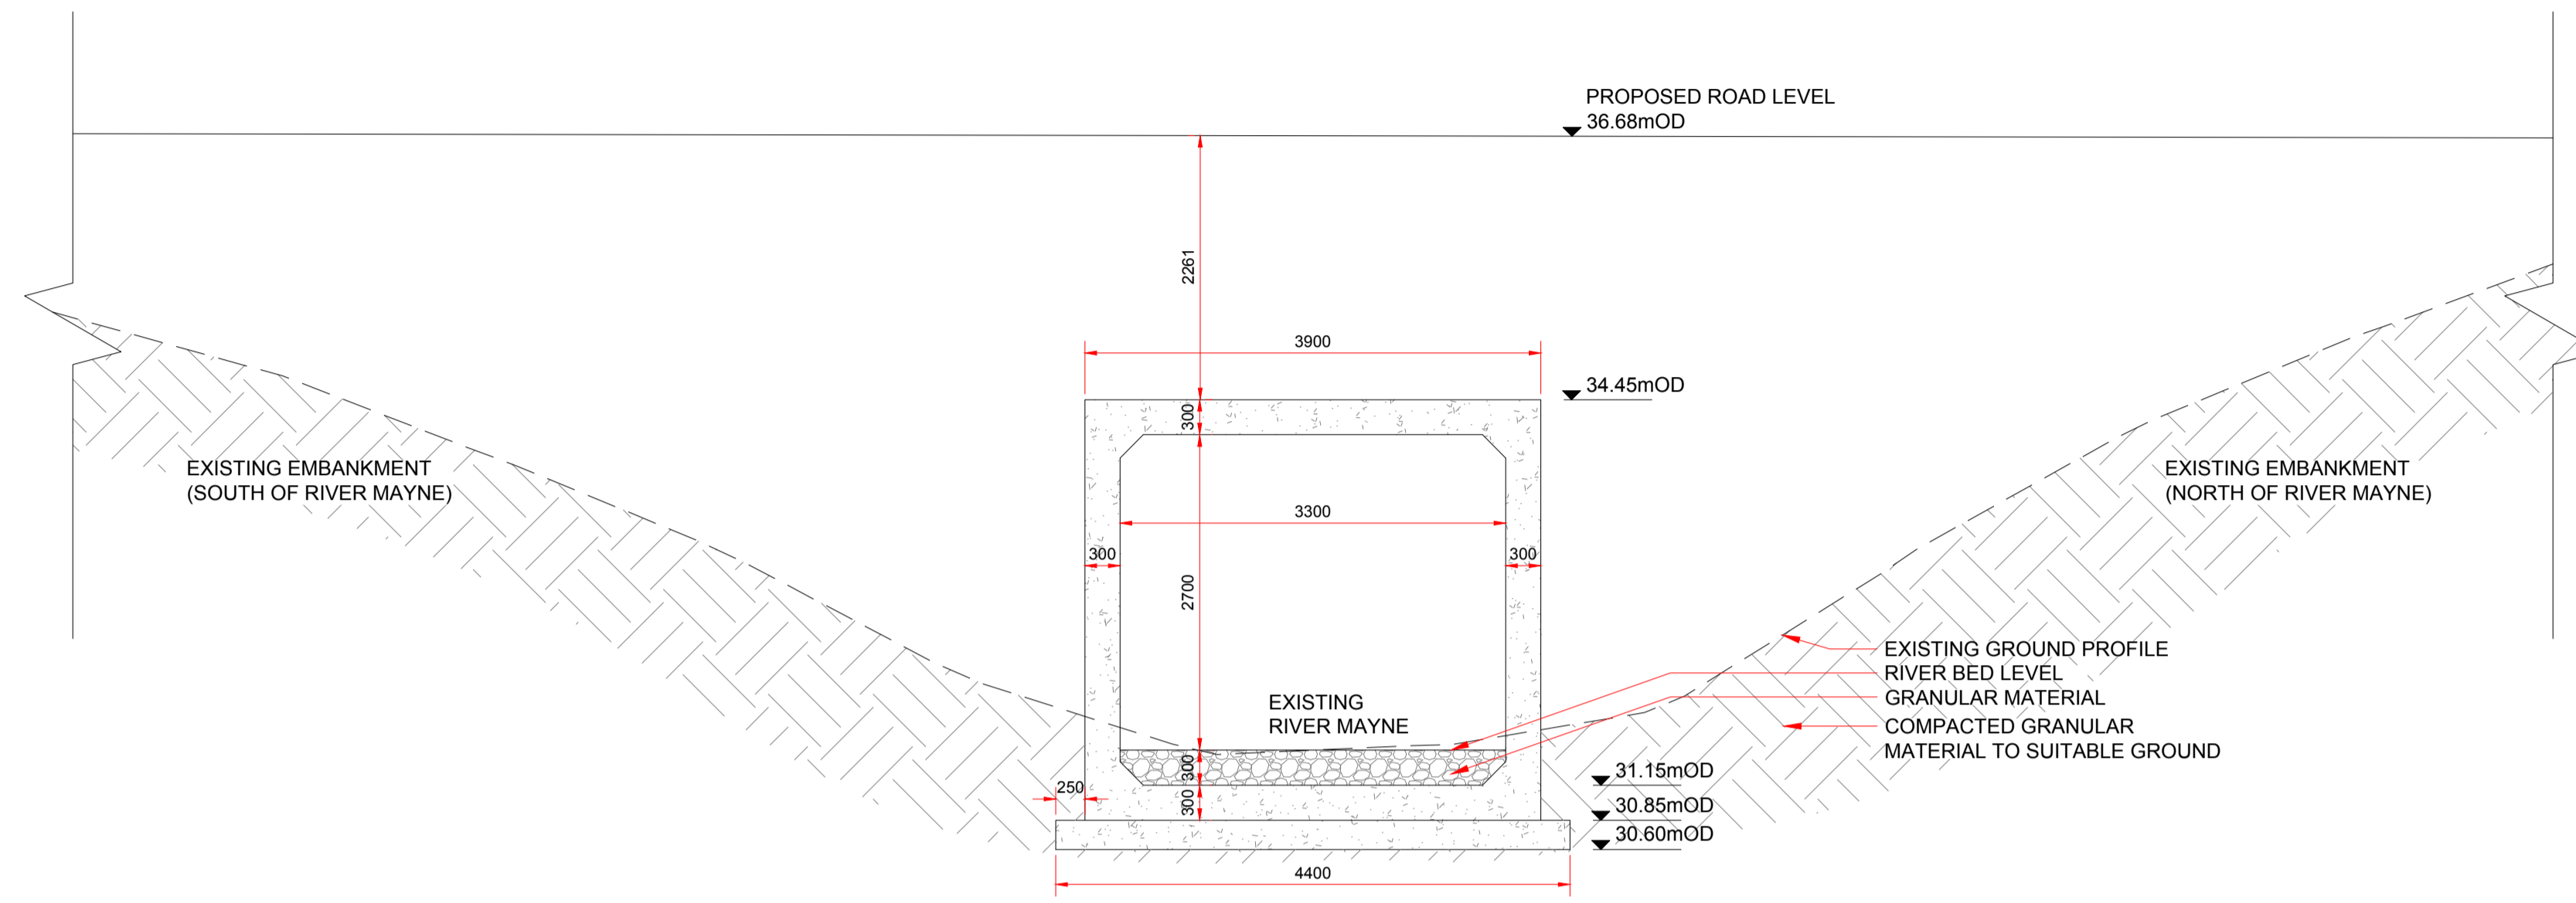 PROPOSED ROAD LEVEL
36.68mOD
2261
3900
34.45mOD
300
EXISTING EMBANKMENT
(SOUTH OF RIVER MAYNE)
EXISTING EMBANKMENT
(NORTH OF RIVER MAYNE)
3300
300
300
2700
EXISTING GROUND PROFILE
RIVER BED LEVEL
GRANULAR MATERIAL
COMPACTED GRANULAR
MATERIAL TO SUITABLE GROUND
EXISTING
RIVER MAYNE
300
31.15mOD
250
300
30.85mOD
30.60mOD
4400